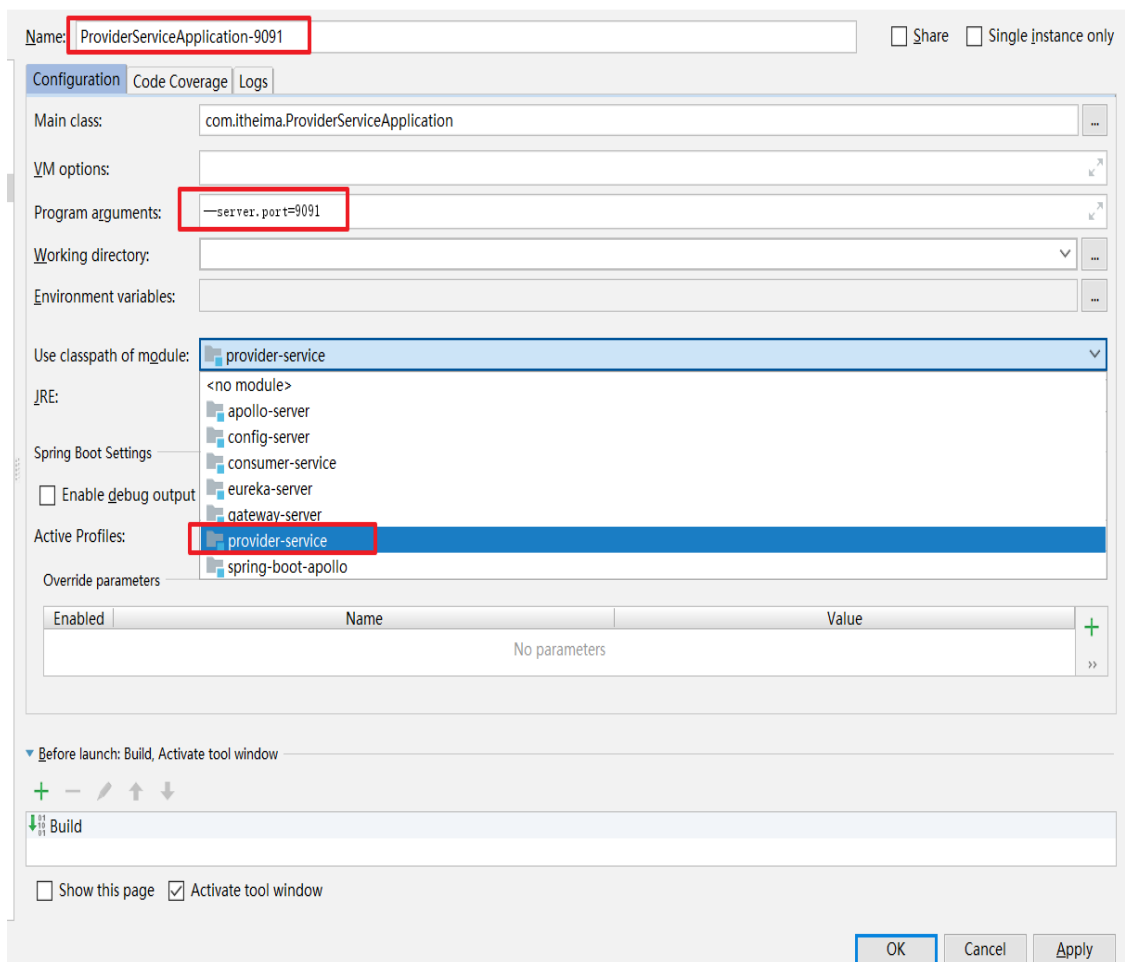 Name: ProviderServiceApplication-9091 Share Single instance only
Configuration Code Coverage Logs
Main class: com.itheima.ProviderServiceApplication ...
VM options:
Program arguments: —server.port=9091
Working directory: ...
Environment variables: ...
Use classpath of module: provider-service
<no module>
JRE:
apollo-server
config-server
Spring Boot Settings
consumer-service
eureka-server
Enable debug output
gateway-server
Active Profiles:
provider-service
spring-boot-apollo
Override parameters
Enabled Name Value
No parameters
Before launch: Build, Activate tool window
Build
Show this page Activate tool window
OK Cancel Apply